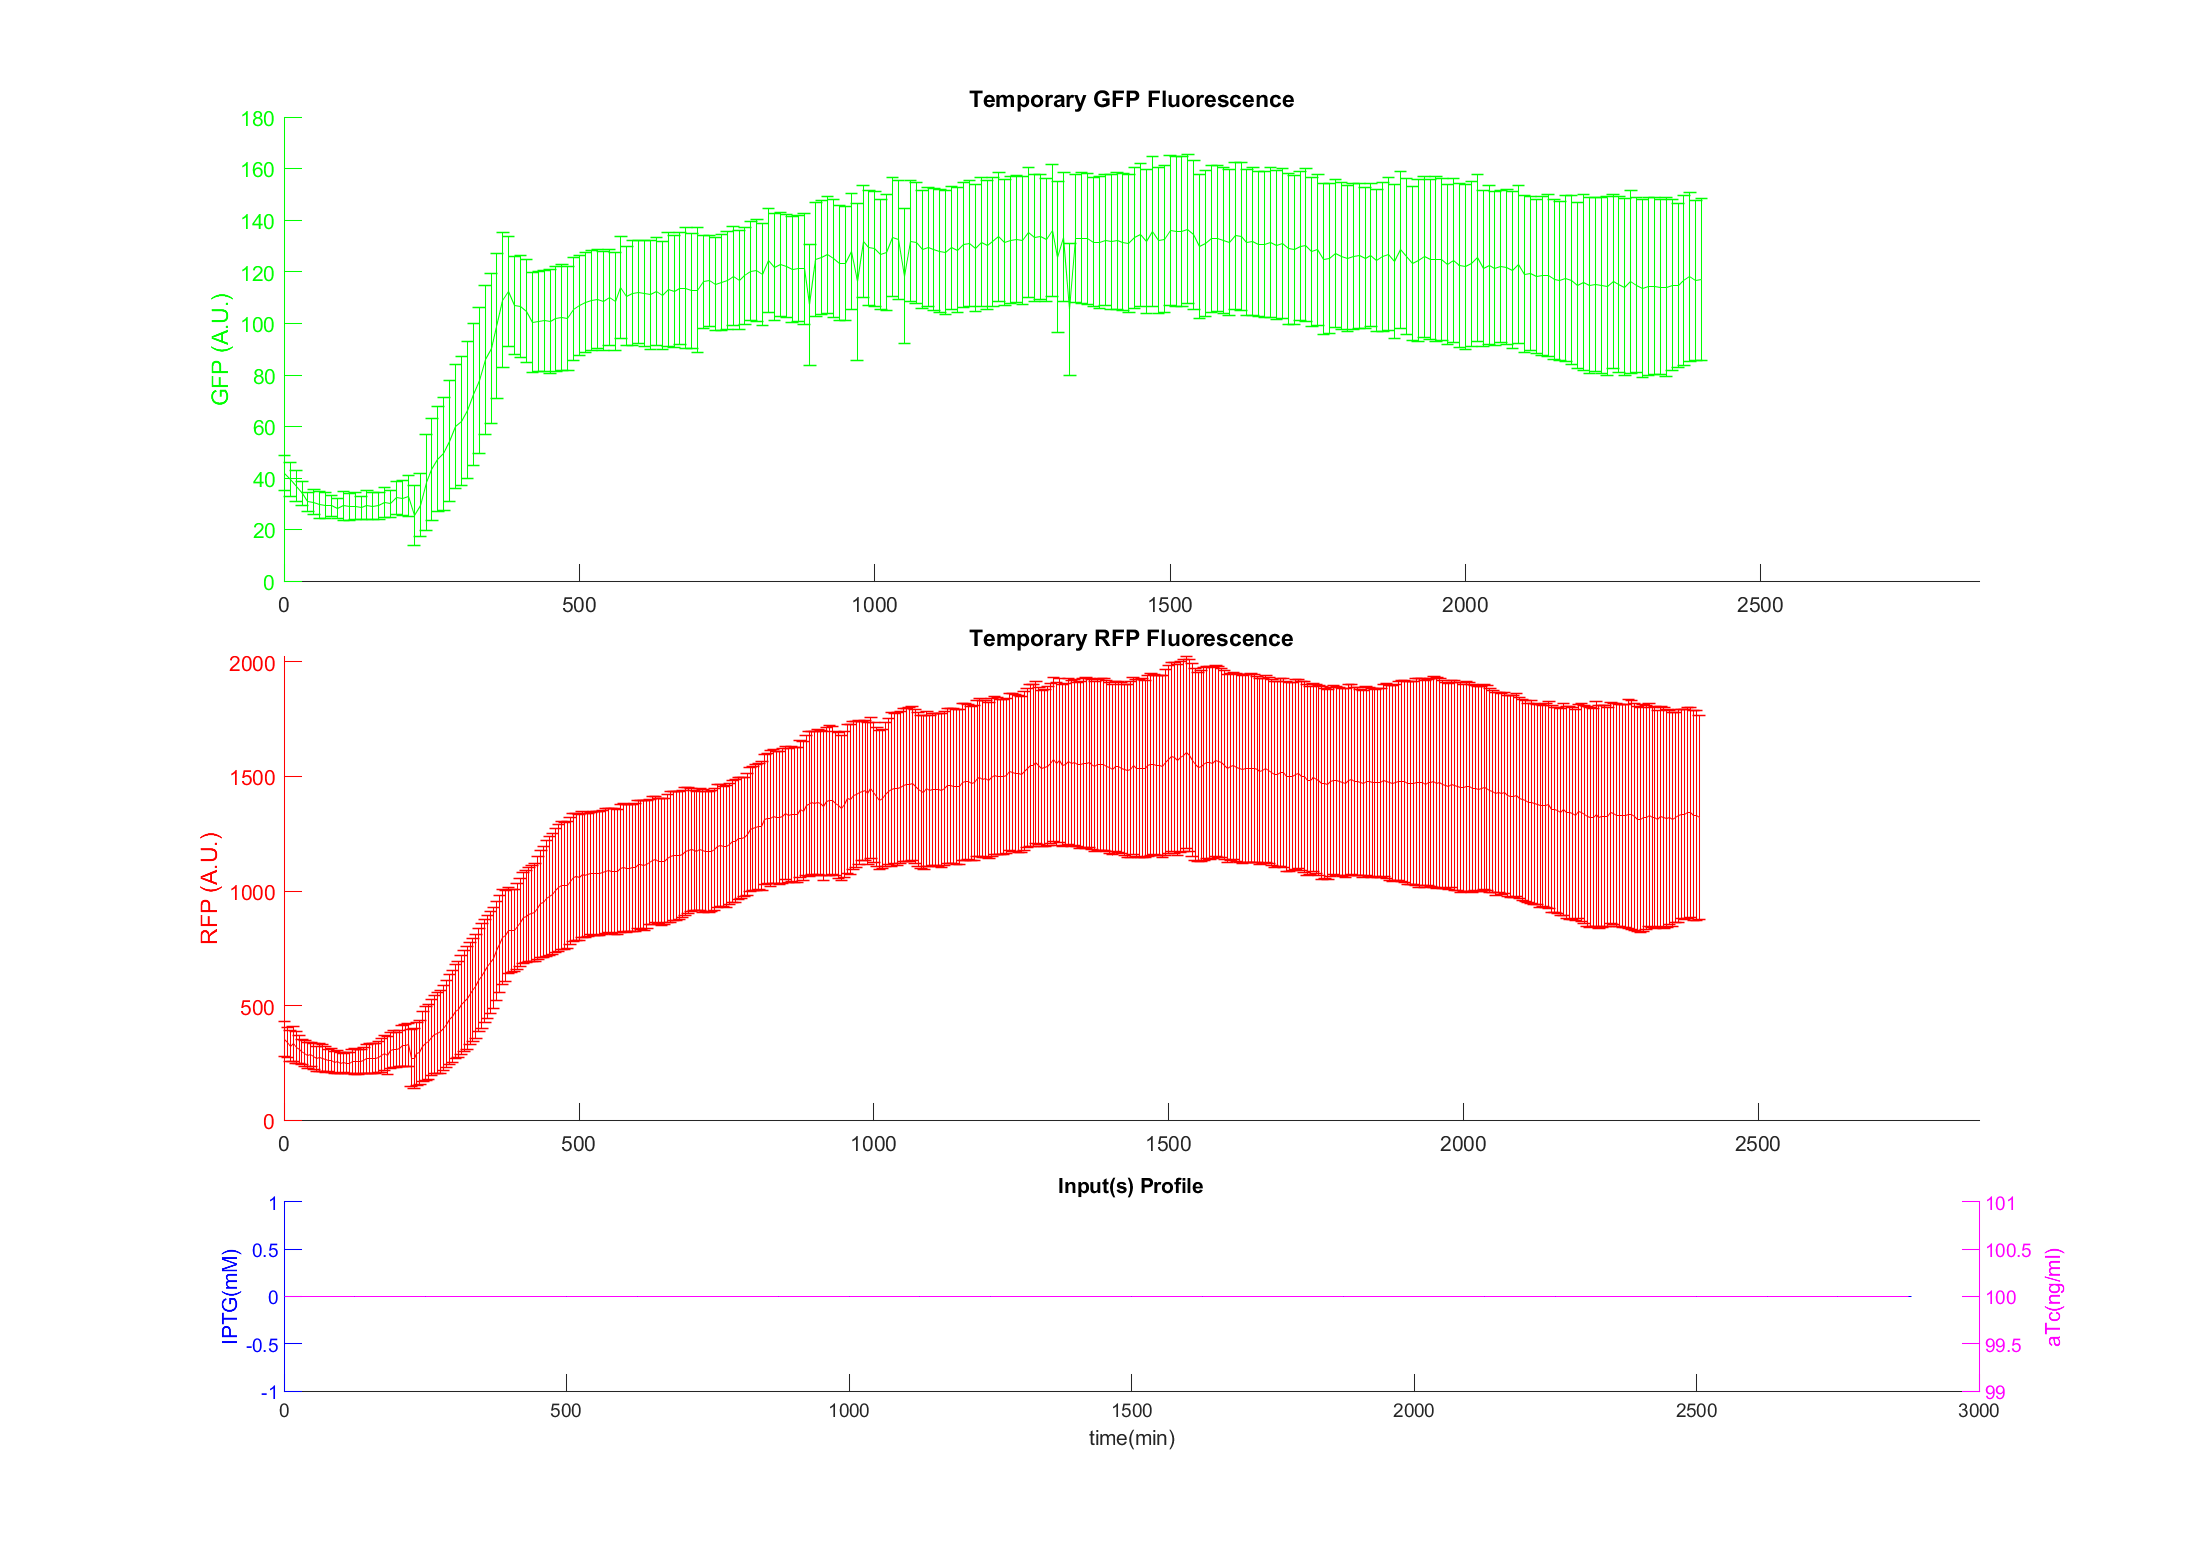 Temporary GFP Fluorescence
180
160
140
120
100
80
60
40
20
0
GFP (A.U.)
0 500 1000 1500 2000 2500
Temporary RFP Fluorescence
2000
1500
1000
500
0
RFP (A.U.)
0 500 1000 1500 2000 2500
Input(s) Profile
1
0.5
0
-0.5
-1
IPTG(mM)
101
100.5
100
99.5
99
aTc(ng/ml)
0 500 1000 1500 2000 2500 3000
time(min)